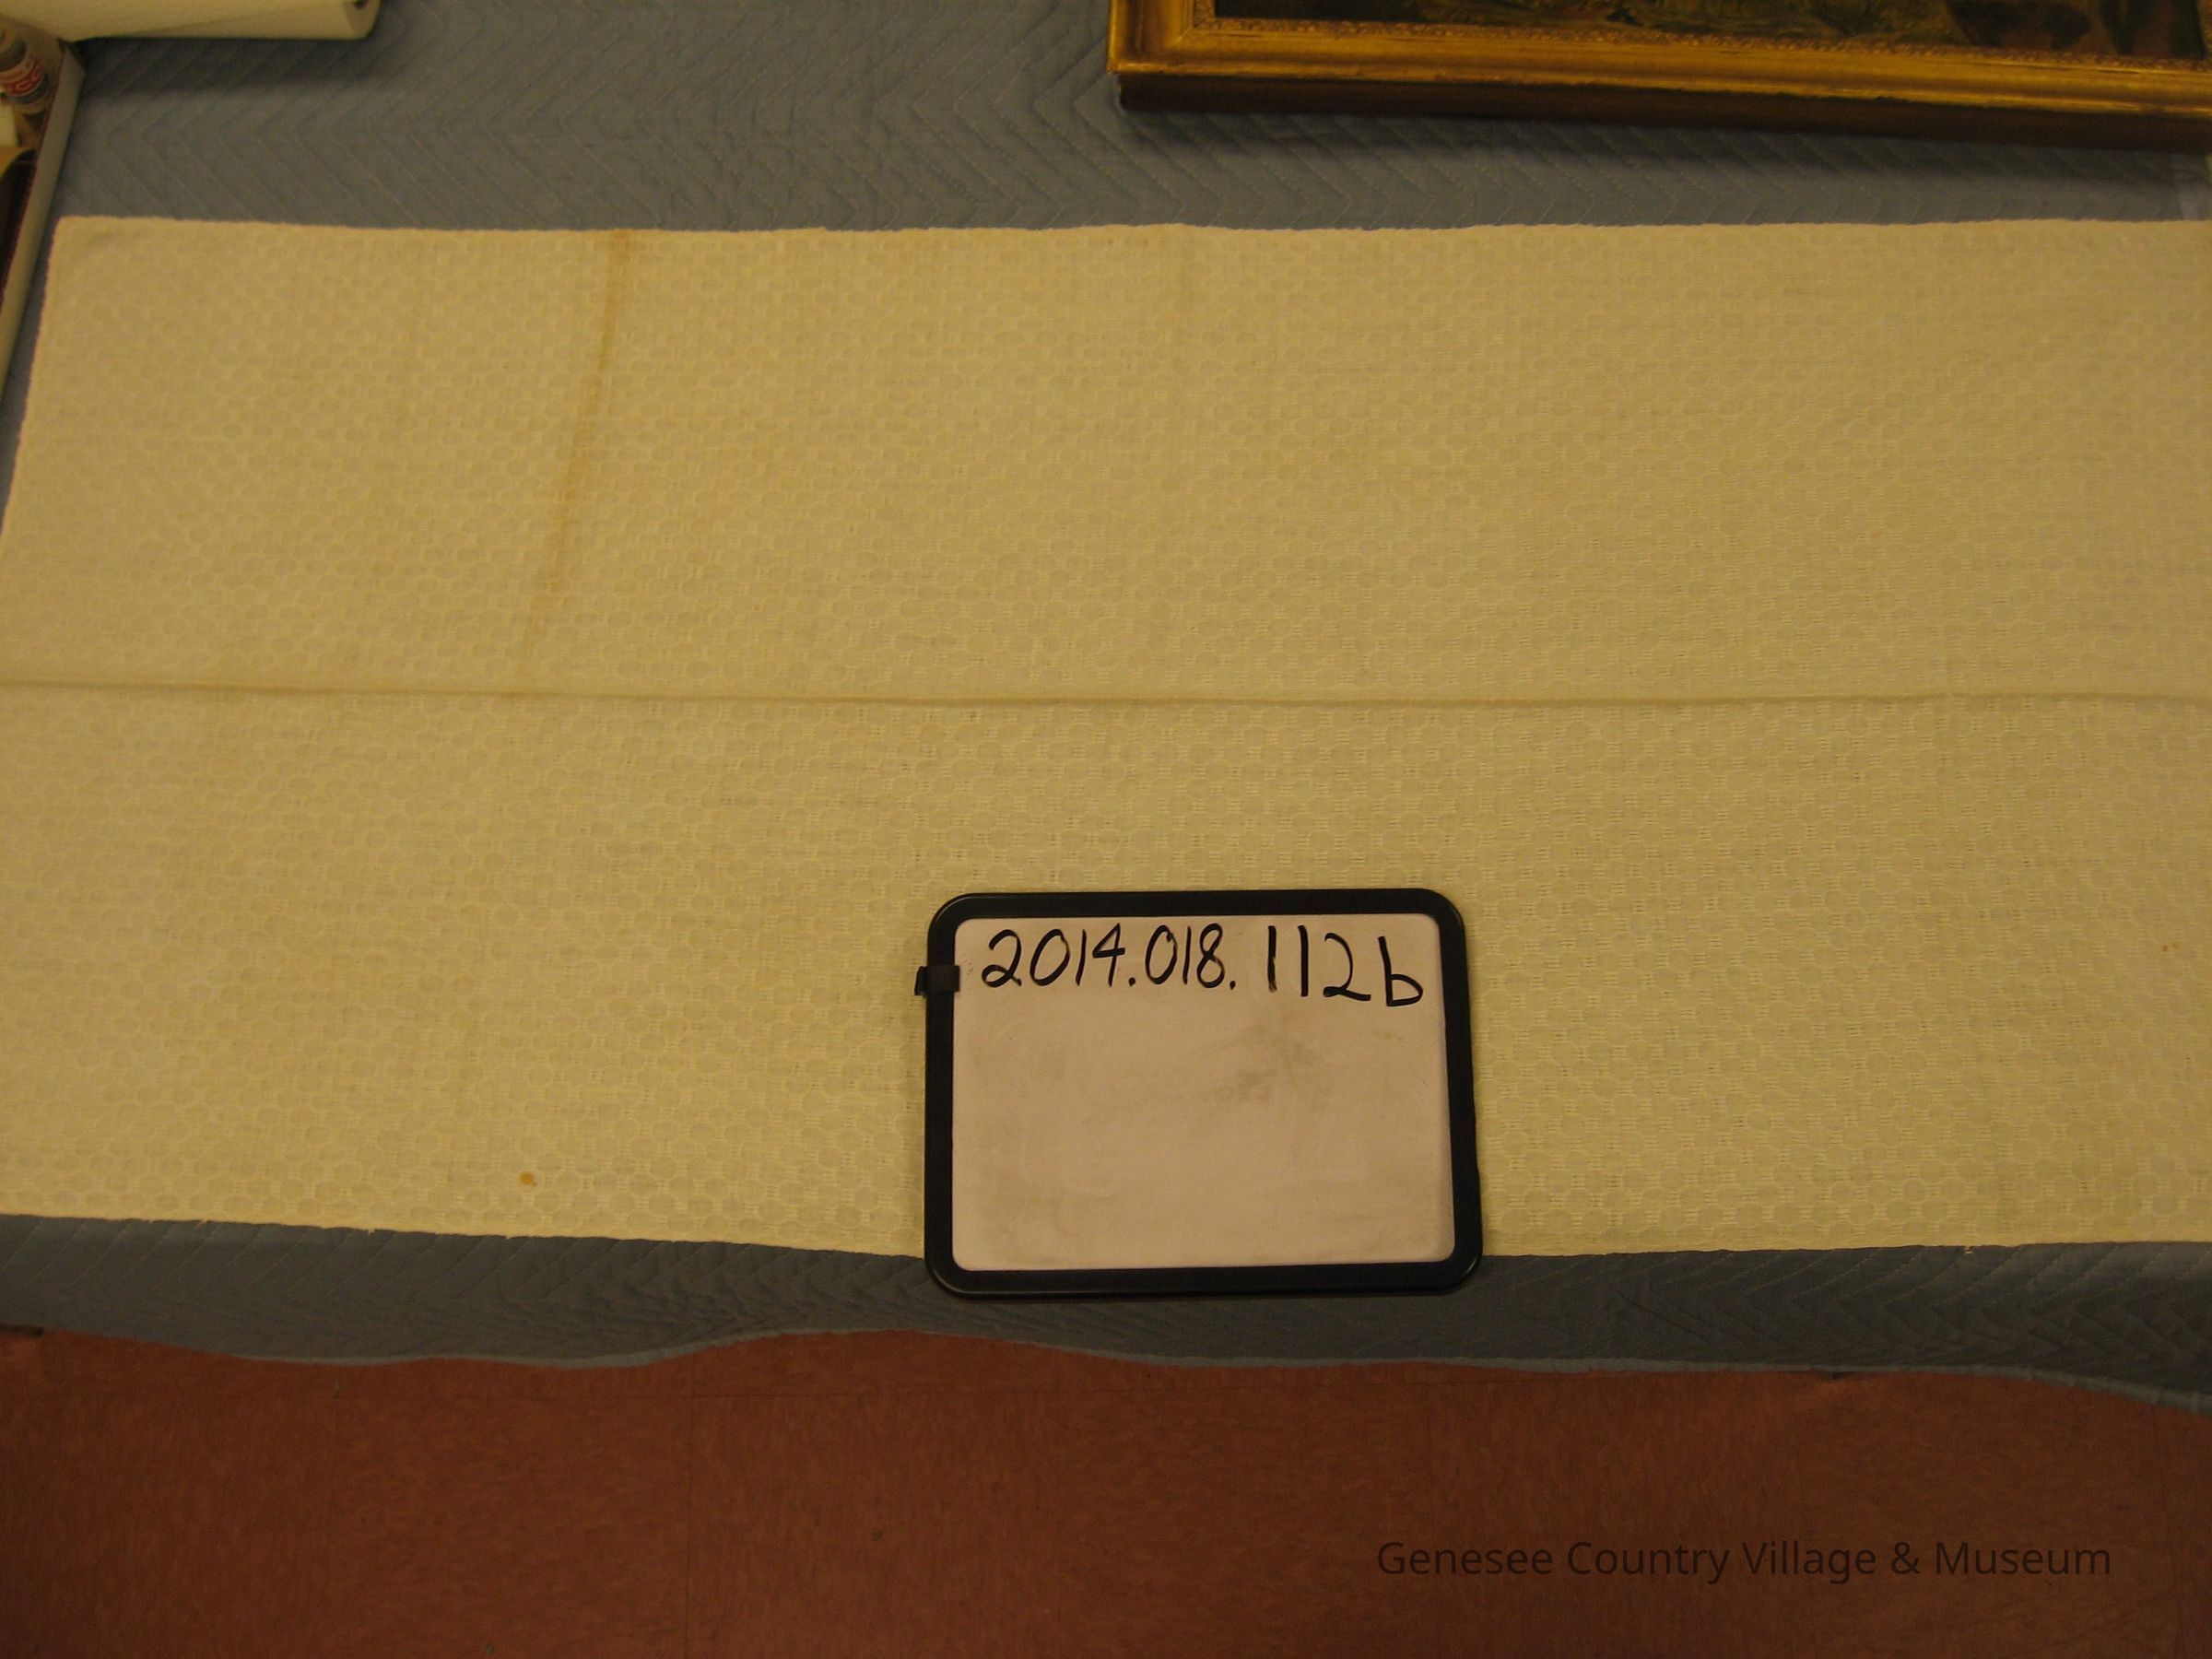 2014.018.112b
Genesee Country Village & Museum